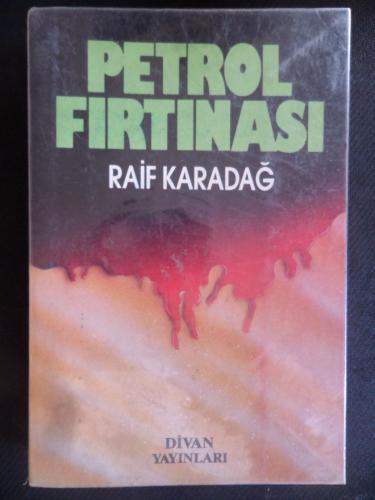 PETROL
FIRTINASI
RAİF KARADAĞ
DİVAN
YAYINLARI